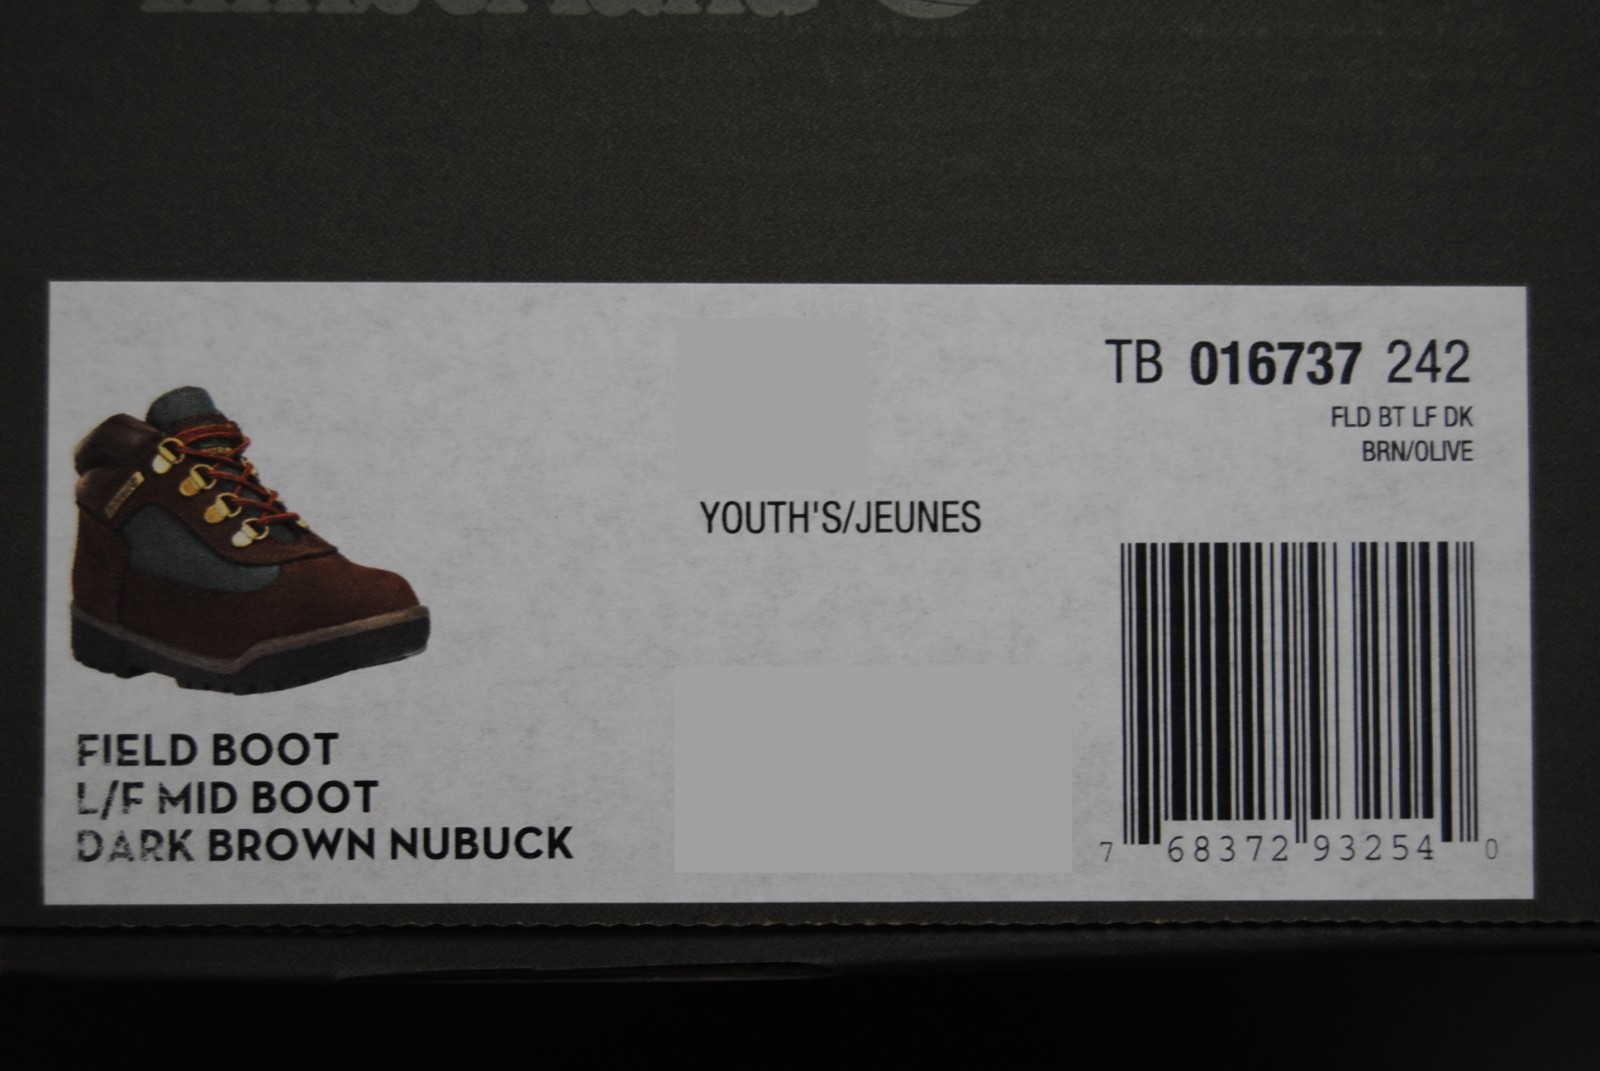 Timberland
YOUTH'S/JEUNES
TB 016737 242
FLD BT LF DK
BRN/OLIVE
FIELD BOOT
L/F MID BOOT
DARK BROWN NUBUCK
7 68372 93254 0